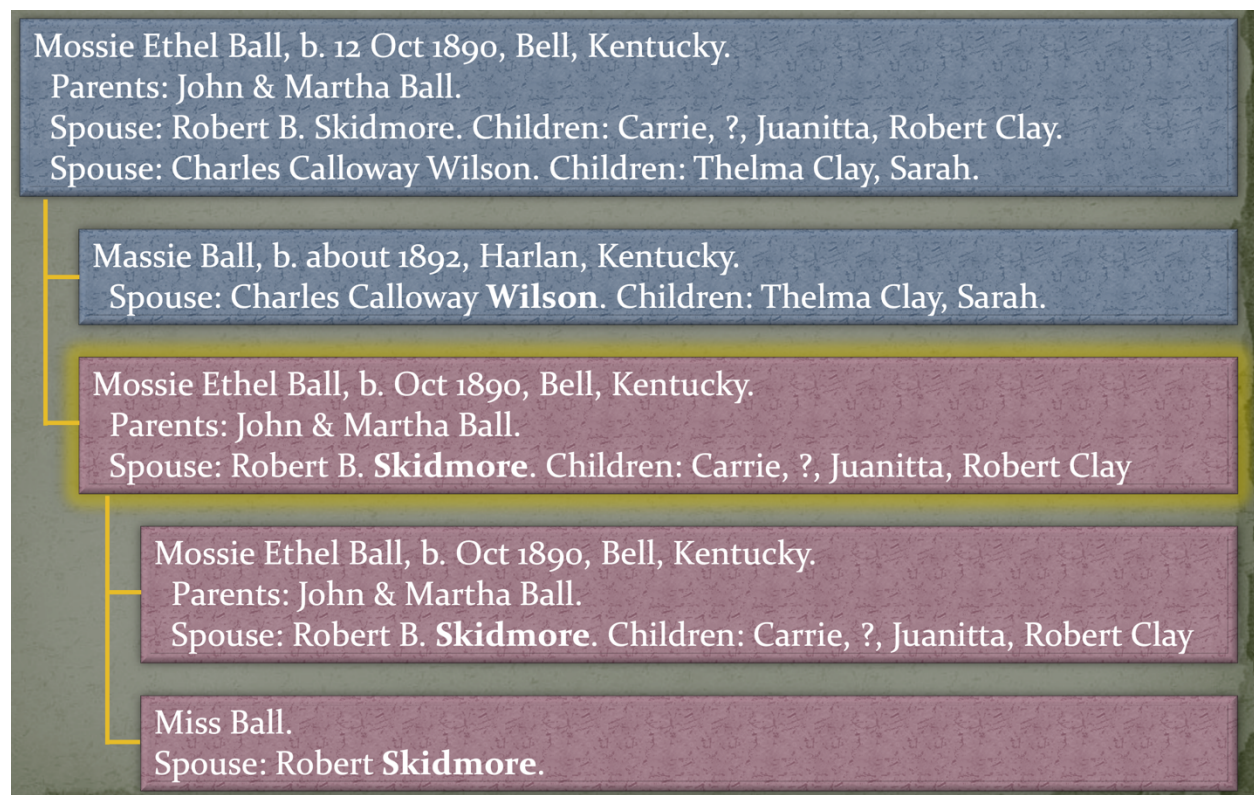 Mossie Ethel Ball, b. 12 Oct 1890, Bell, Kentucky.
Parents: John & Martha Ball.
Spouse: Robert B. Skidmore. Children: Carrie, ?, Juanitta, Robert Clay.
Spouse: Charles Calloway Wilson. Children: Thelma Clay, Sarah.
Massie Ball, b. about 1892, Harlan, Kentucky.
Spouse: Charles Calloway Wilson. Children: Thelma Clay, Sarah.
Mossie Ethel Ball, b. Oct 1890, Bell, Kentucky.
Parents: John & Martha Ball.
Spouse: Robert B. Skidmore. Children: Carrie, ?, Juanitta, Robert Clay
Mossie Ethel Ball, b. Oct 1890, Bell, Kentucky.
Parents: John & Martha Ball.
Spouse: Robert B. Skidmore. Children: Carrie, ?, Juanitta, Robert Clay
Miss Ball.
Spouse: Robert Skidmore.